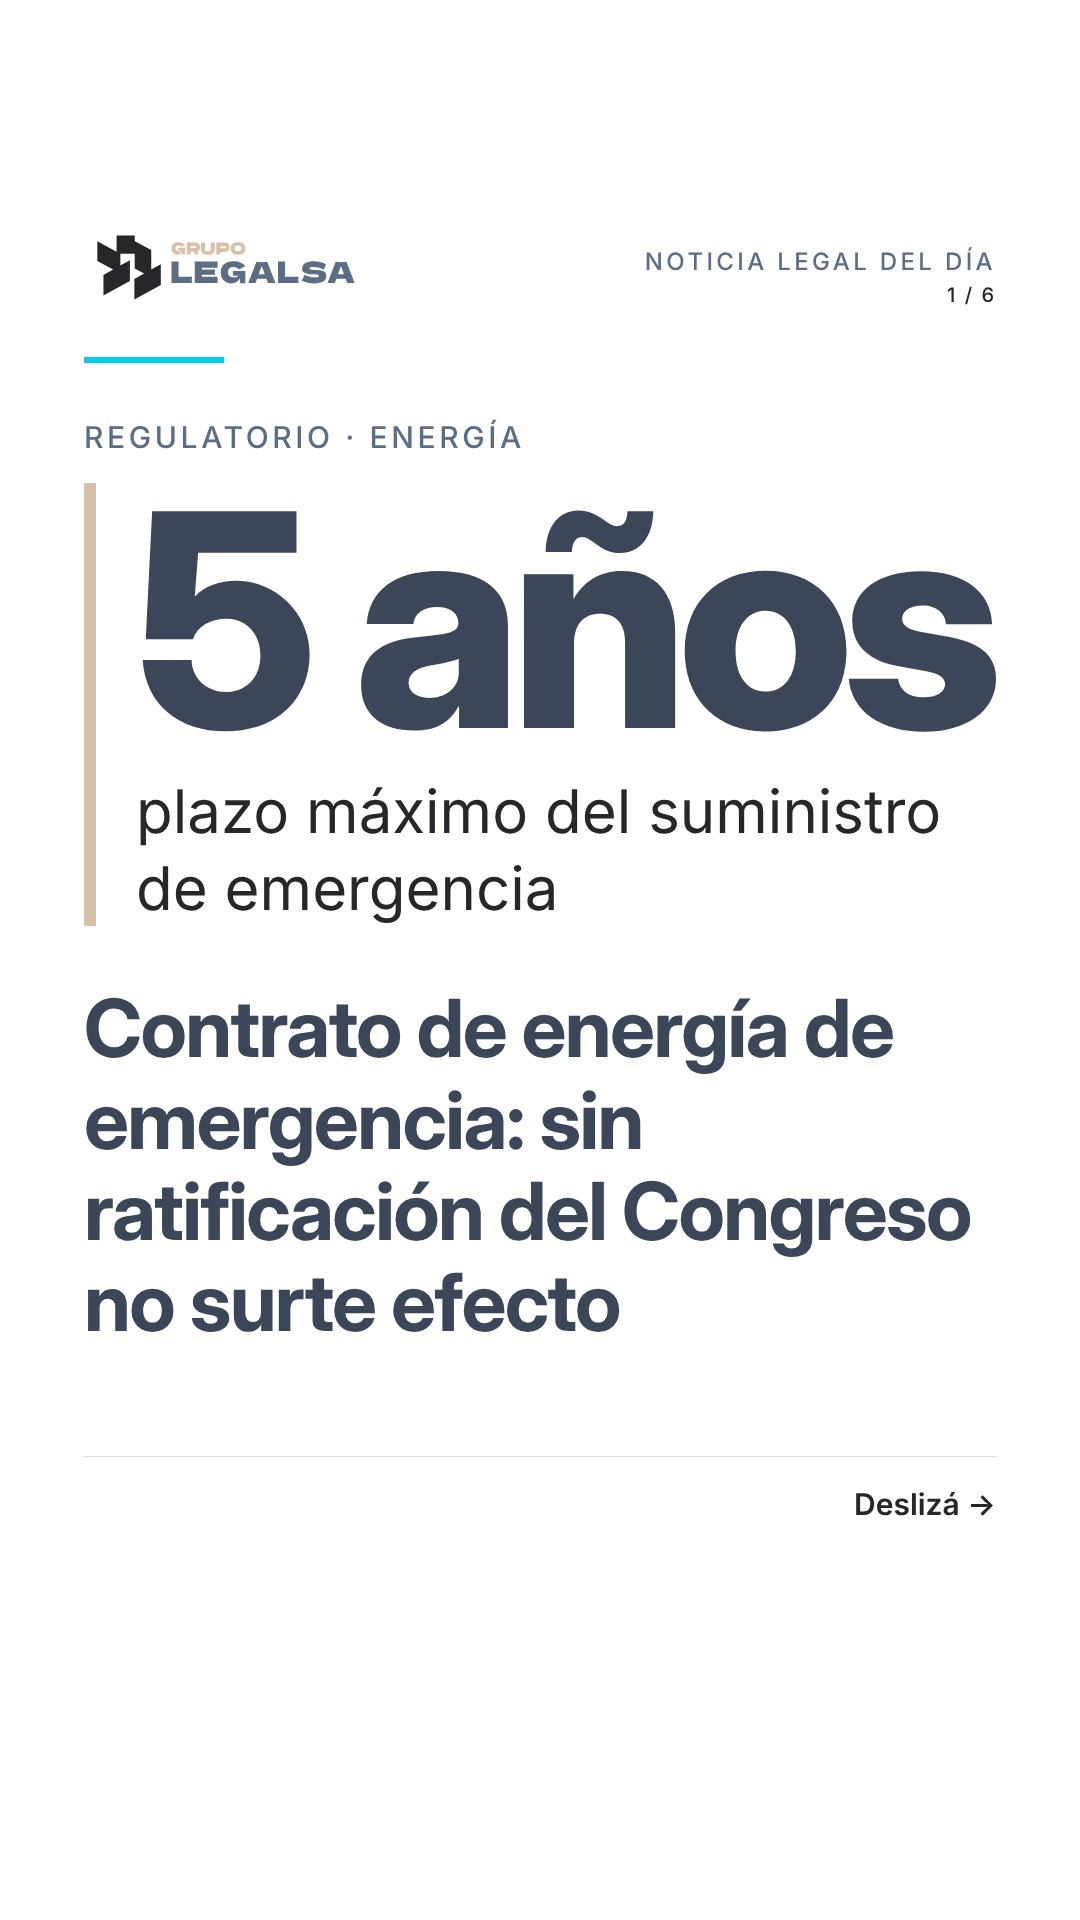 GRUPO
LEGALSA
NOTICIA LEGAL DEL DÍA
1 / 6
REGULATORIO · ENERGÍA
5 años
plazo máximo del suministro
de emergencia
Contrato de energía de
emergencia: sin
ratificación del Congreso
no surte efecto
Deslizá →